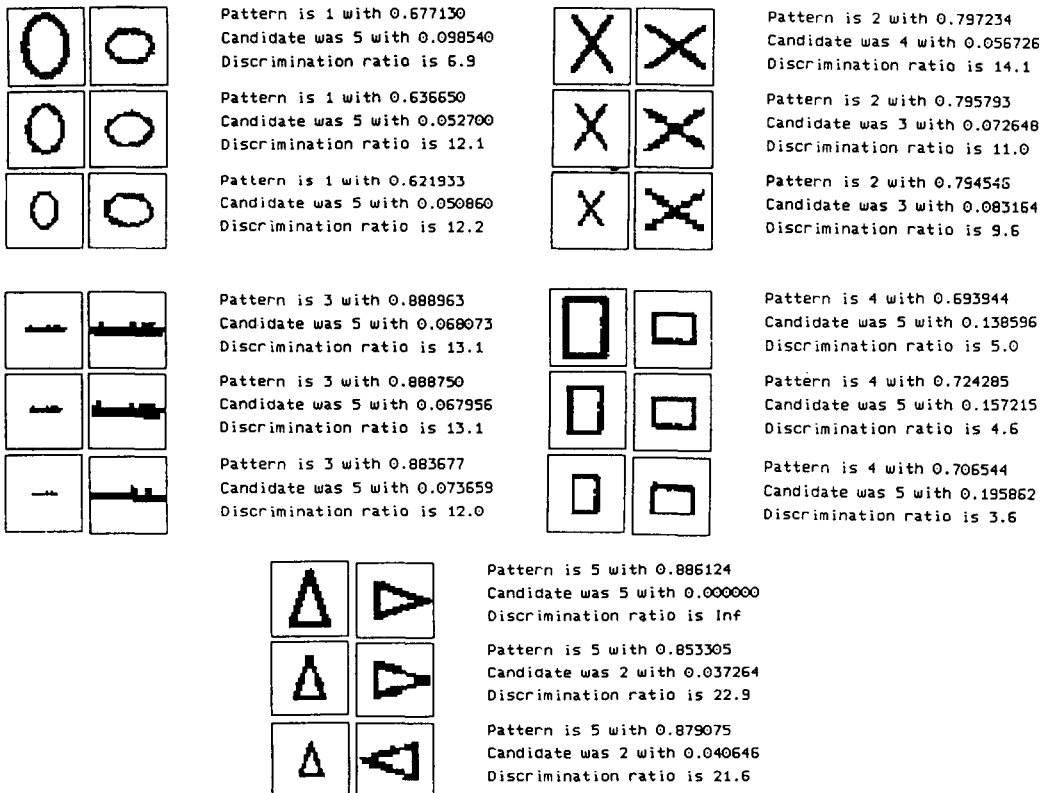 Pattern is 1 with 0.677130
Candidate was 5 with 0.098540
Discrimination ratio is 6.9
Pattern is 1 with 0.636650
Candidate was 5 with 0.052700
Discrimination ratio is 12.1
Pattern is 1 with 0.621933
Candidate was 5 with 0.050860
Discrimination ratio is 12.2
Pattern is 2 with 0.797234
Candidate was 4 with 0.056726
Discrimination ratio is 14.1
Pattern is 2 with 0.795793
Candidate was 3 with 0.072648
Discrimination ratio is 11.0
Pattern is 2 with 0.794546
Candidate was 3 with 0.083164
Discrimination ratio is 9.6
Pattern is 3 with 0.888963
Candidate was 5 with 0.068073
Discrimination ratio is 13.1
Pattern is 3 with 0.888750
Candidate was 5 with 0.067956
Discrimination ratio is 13.1
Pattern is 3 with 0.883677
Candidate was 5 with 0.073659
Discrimination ratio is 12.0
Pattern is 4 with 0.693944
Candidate was 5 with 0.138596
Discrimination ratio is 5.0
Pattern is 4 with 0.724285
Candidate was 5 with 0.157215
Discrimination ratio is 4.6
Pattern is 4 with 0.706544
Candidate was 5 with 0.195862
Discrimination ratio is 3.6
Pattern is 5 with 0.886124
Candidate was 5 with 0.000000
Discrimination ratio is Inf
Pattern is 5 with 0.853305
Candidate was 2 with 0.037264
Discrimination ratio is 22.9
Pattern is 5 with 0.879075
Candidate was 2 with 0.040646
Discrimination ratio is 21.6